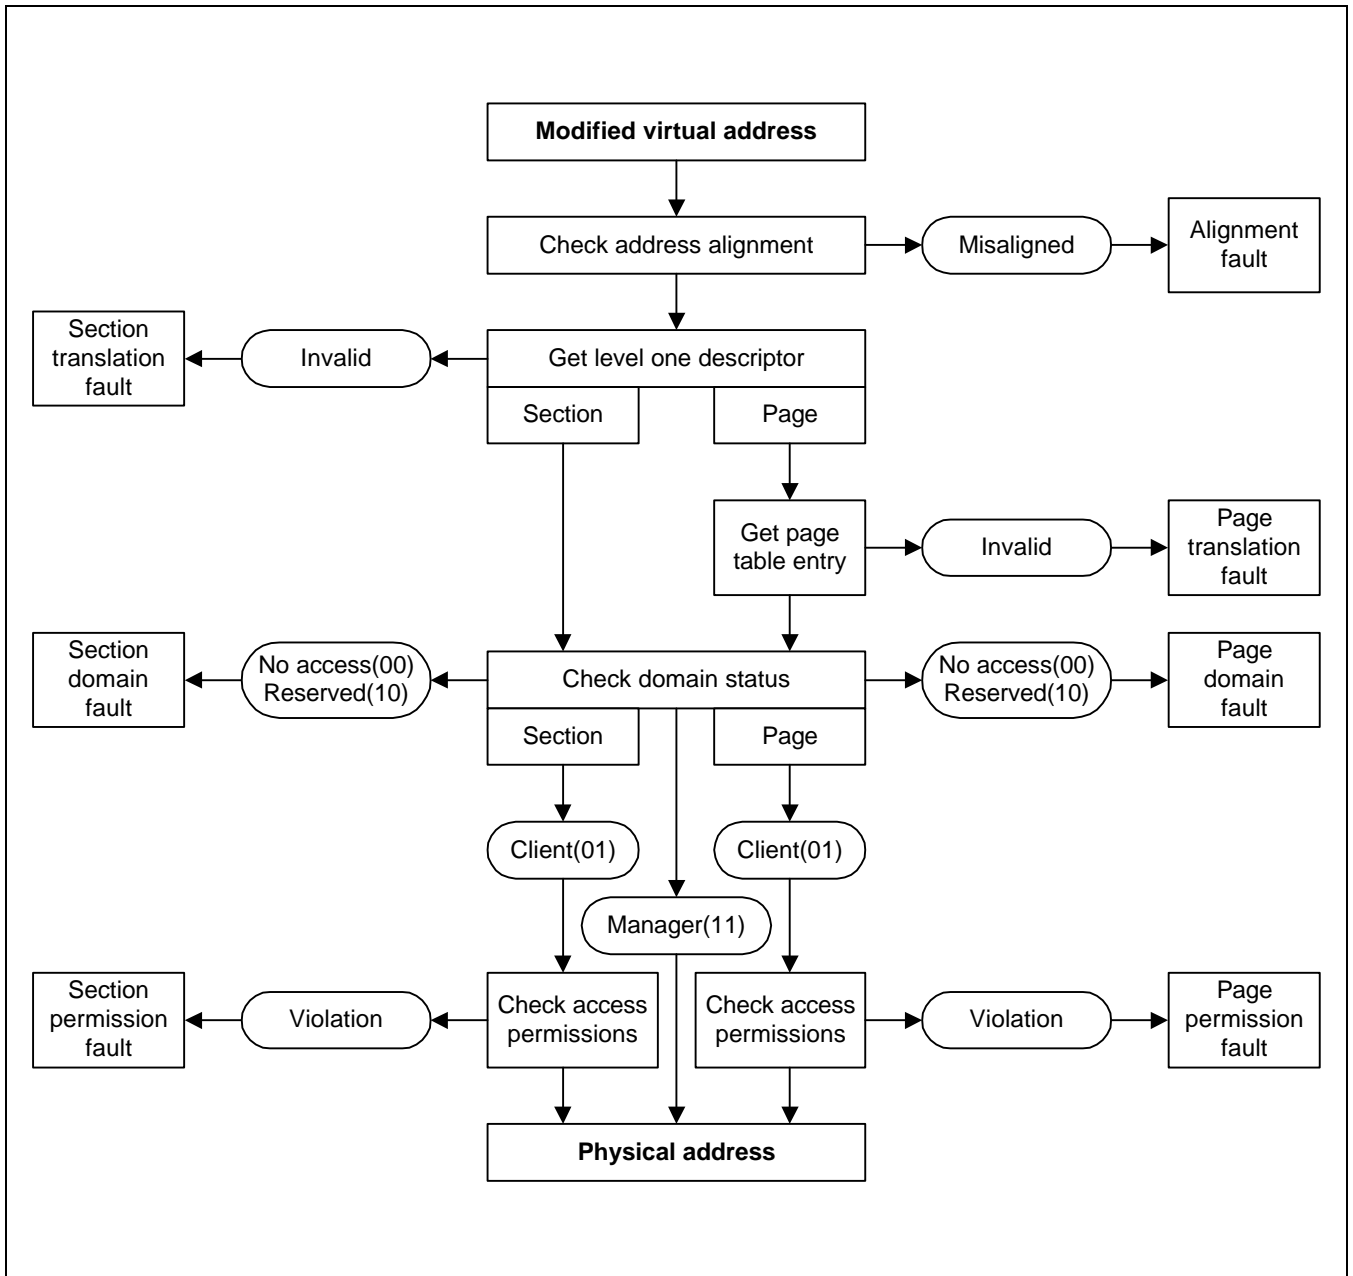 Modified virtual address
Check address alignment
Misaligned
Alignment
fault
Section
translation
fault
Invalid
Get level one descriptor
Section
Page
Get page
table entry
Invalid
Page
translation
fault
Section
domain
fault
No access(00)
Reserved(10)
Check domain status
No access(00)
Reserved(10)
Page
domain
fault
Section
Page
Client(01)
Client(01)
Manager(11)
Section
permission
fault
Violation
Check access
permissions
Check access
permissions
Violation
Page
permission
fault
Physical address